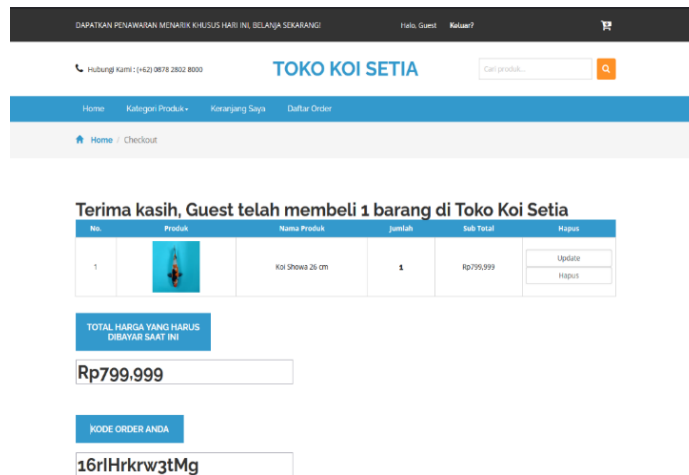 DAPATKAN PENAWARAN MENARIK KHUSUS HARI INI, BELANJA SEKARANG!
Halo, Guest Keluar?
Hubungi Kami : (+62) 0878 2802 8000
TOKO KOI SETIA
Cari produk...
Home Kategori Produk Keranjang Saya Daftar Order
Home / Checkout
Terima kasih, Guest telah membeli 1 barang di Toko Koi Setia
No. Produk Nama Produk Jumlah Sub Total Hapus
1 Koi Showa 26 cm 1 Rp799,999 Update
Hapus
TOTAL HARGA YANG HARUS
DIBAYAR SAAT INI
Rp799,999
KODE ORDER ANDA
16rlHrkrw3tMg